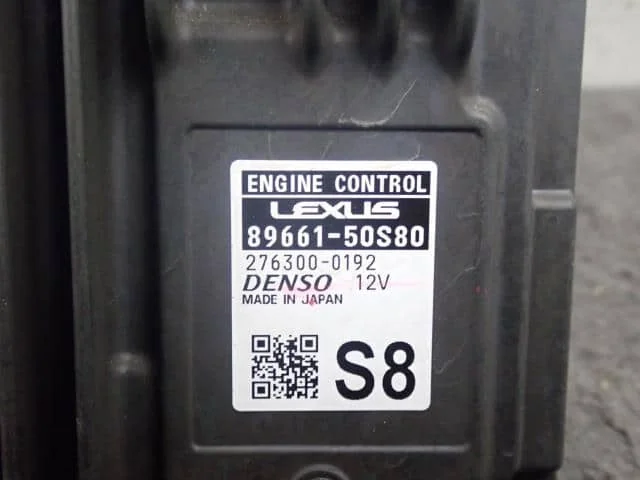 ENGINE CONTROL
LEXUS
89661-50S80
276300-0192
DENSO 12V
MADE IN JAPAN
S8